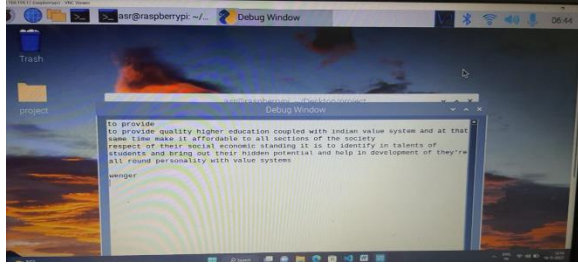 asr@raspberrypi: ~/...
Debug Window
06:44
Trash
project
Debug Window
to provide
to provide quality higher education coupled with indian value system and at that
same time make it affordable to all sections of the society
respect of their social economic standing it is to identify in talents of
students and bring out their hidden potential and help in development of they're
all round personality with value systems
wenger